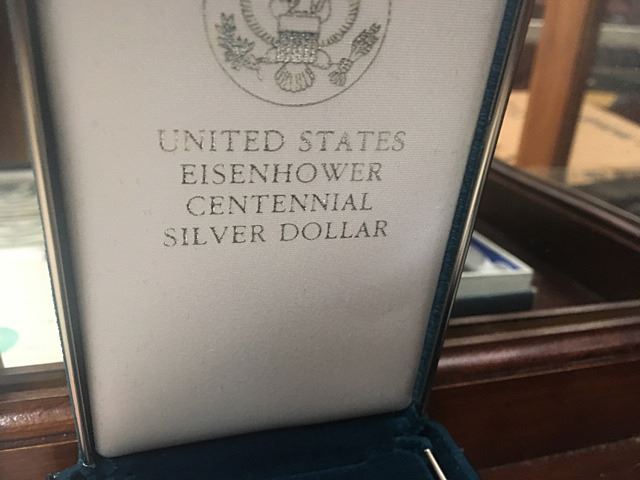 UNITED STATES
EISENHOWER
CENTENNIAL
SILVER DOLLAR